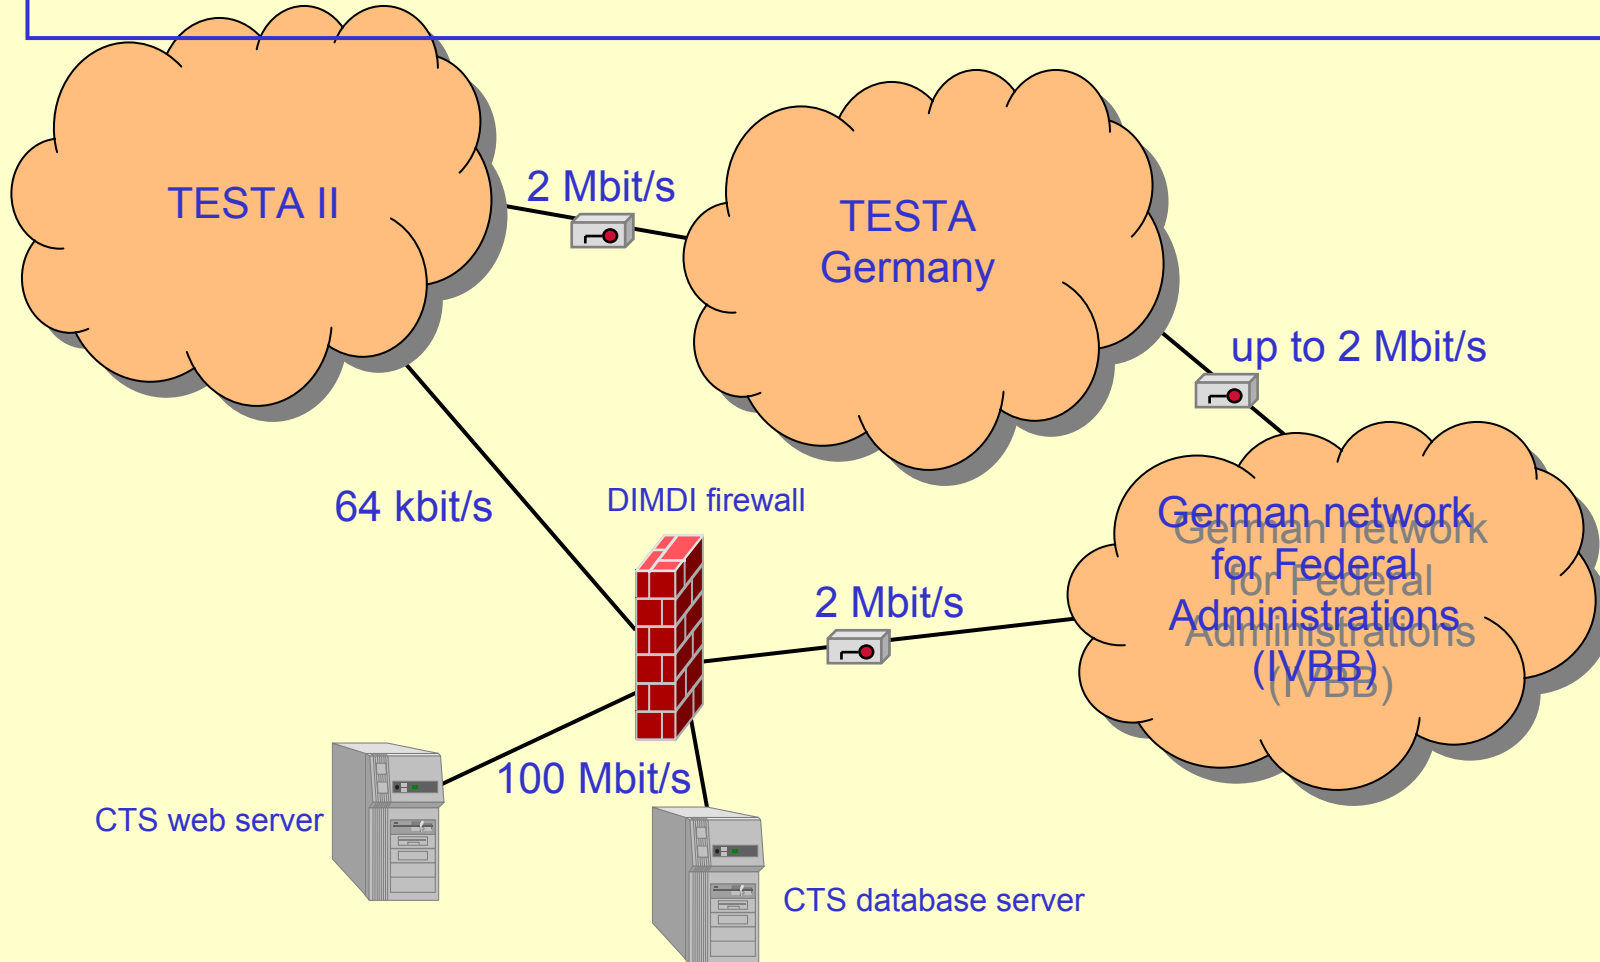 TESTA II
2 Mbit/s
TESTA
Germany
up to 2 Mbit/s
64 kbit/s
DIMDI firewall
German network
for Federal
Administrations
(IVBB)
2 Mbit/s
100 Mbit/s
CTS web server
CTS database server